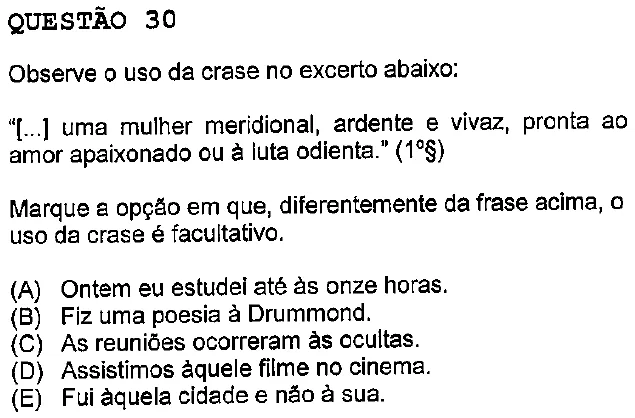 QUESTÃO 30
Observe o uso da crase no excerto abaixo:
“[...] uma mulher meridional, ardente e vivaz, pronta ao
amor apaixonado ou à luta odienta.” (1º§)
Marque a opção em que, diferentemente da frase acima, o
uso da crase é facultativo.
(A) Ontem eu estudei até às onze horas.
(B) Fiz uma poesia à Drummond.
(C) As reuniões ocorreram às ocultas.
(D) Assistimos àquele filme no cinema.
(E) Fui àquela cidade e não à sua.